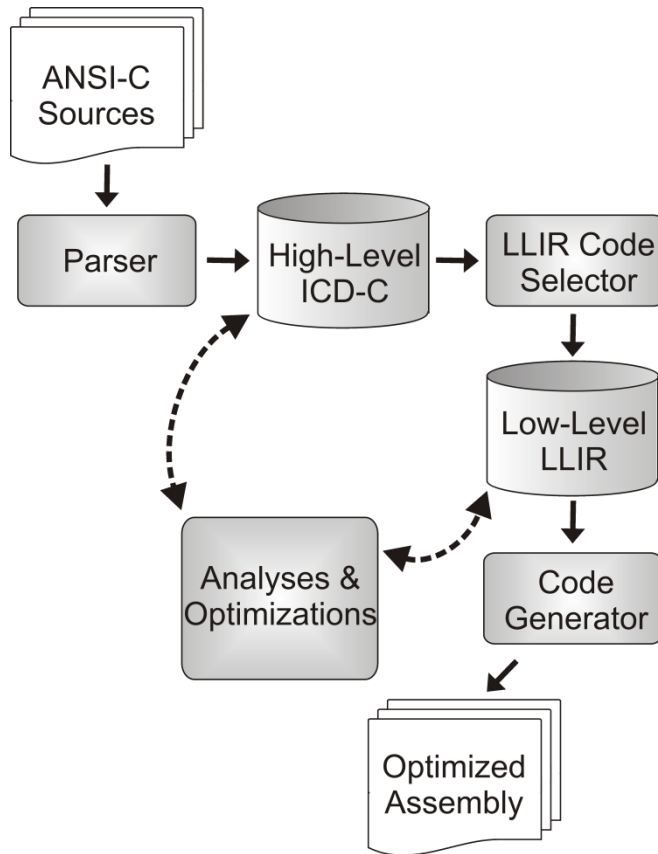 ANSI-C
Sources
Parser
High-Level
ICD-C
LLIR Code
Selector
Low-Level
LLIR
Analyses &
Optimizations
Code
Generator
Optimized
Assembly